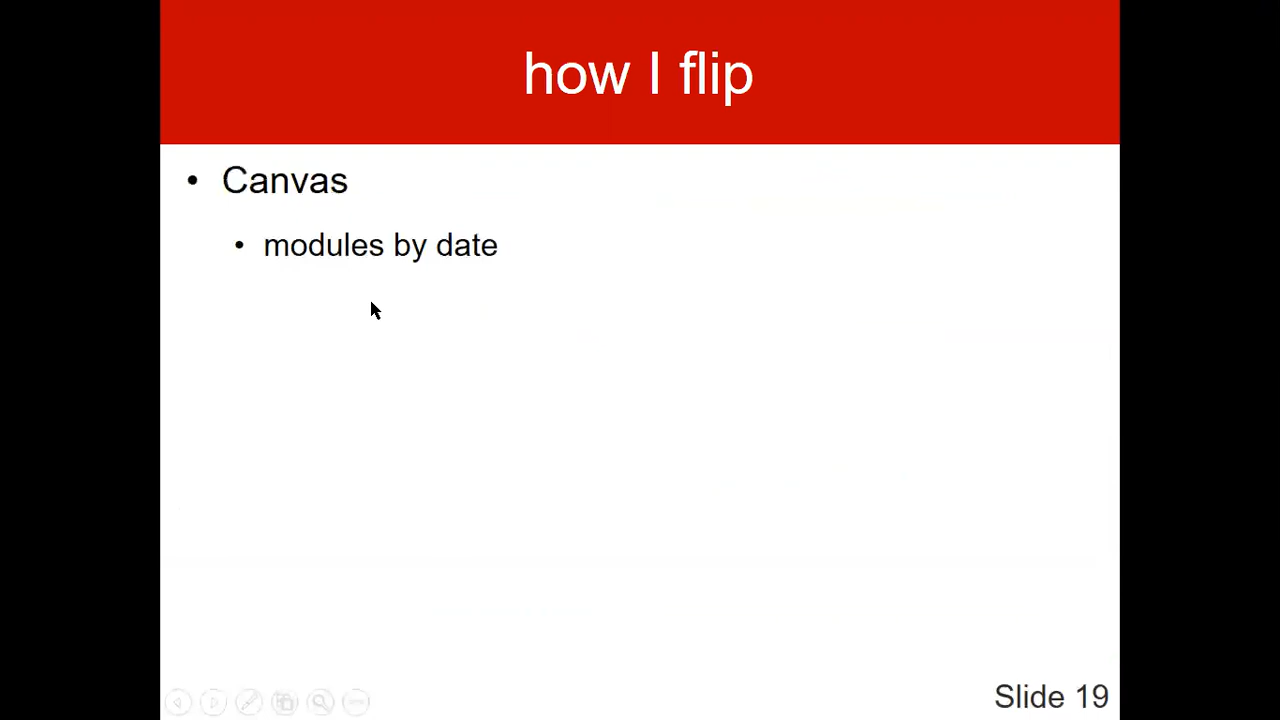 how I flip
• Canvas
• modules by date
Slide 19